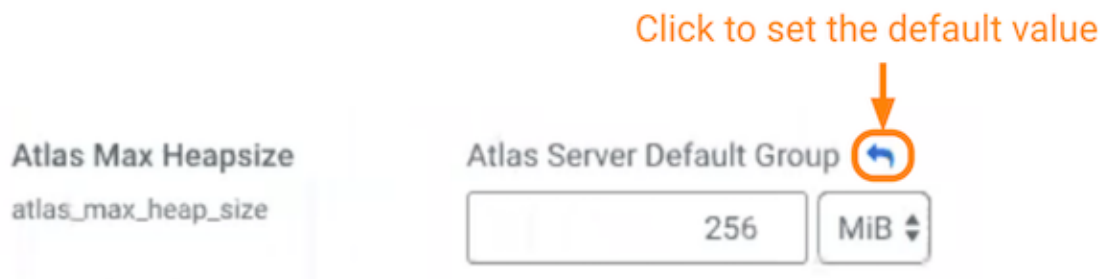 Click to set the default value
Atlas Max Heapsize
atlas_max_heap_size
Atlas Server Default Group
256
MiB